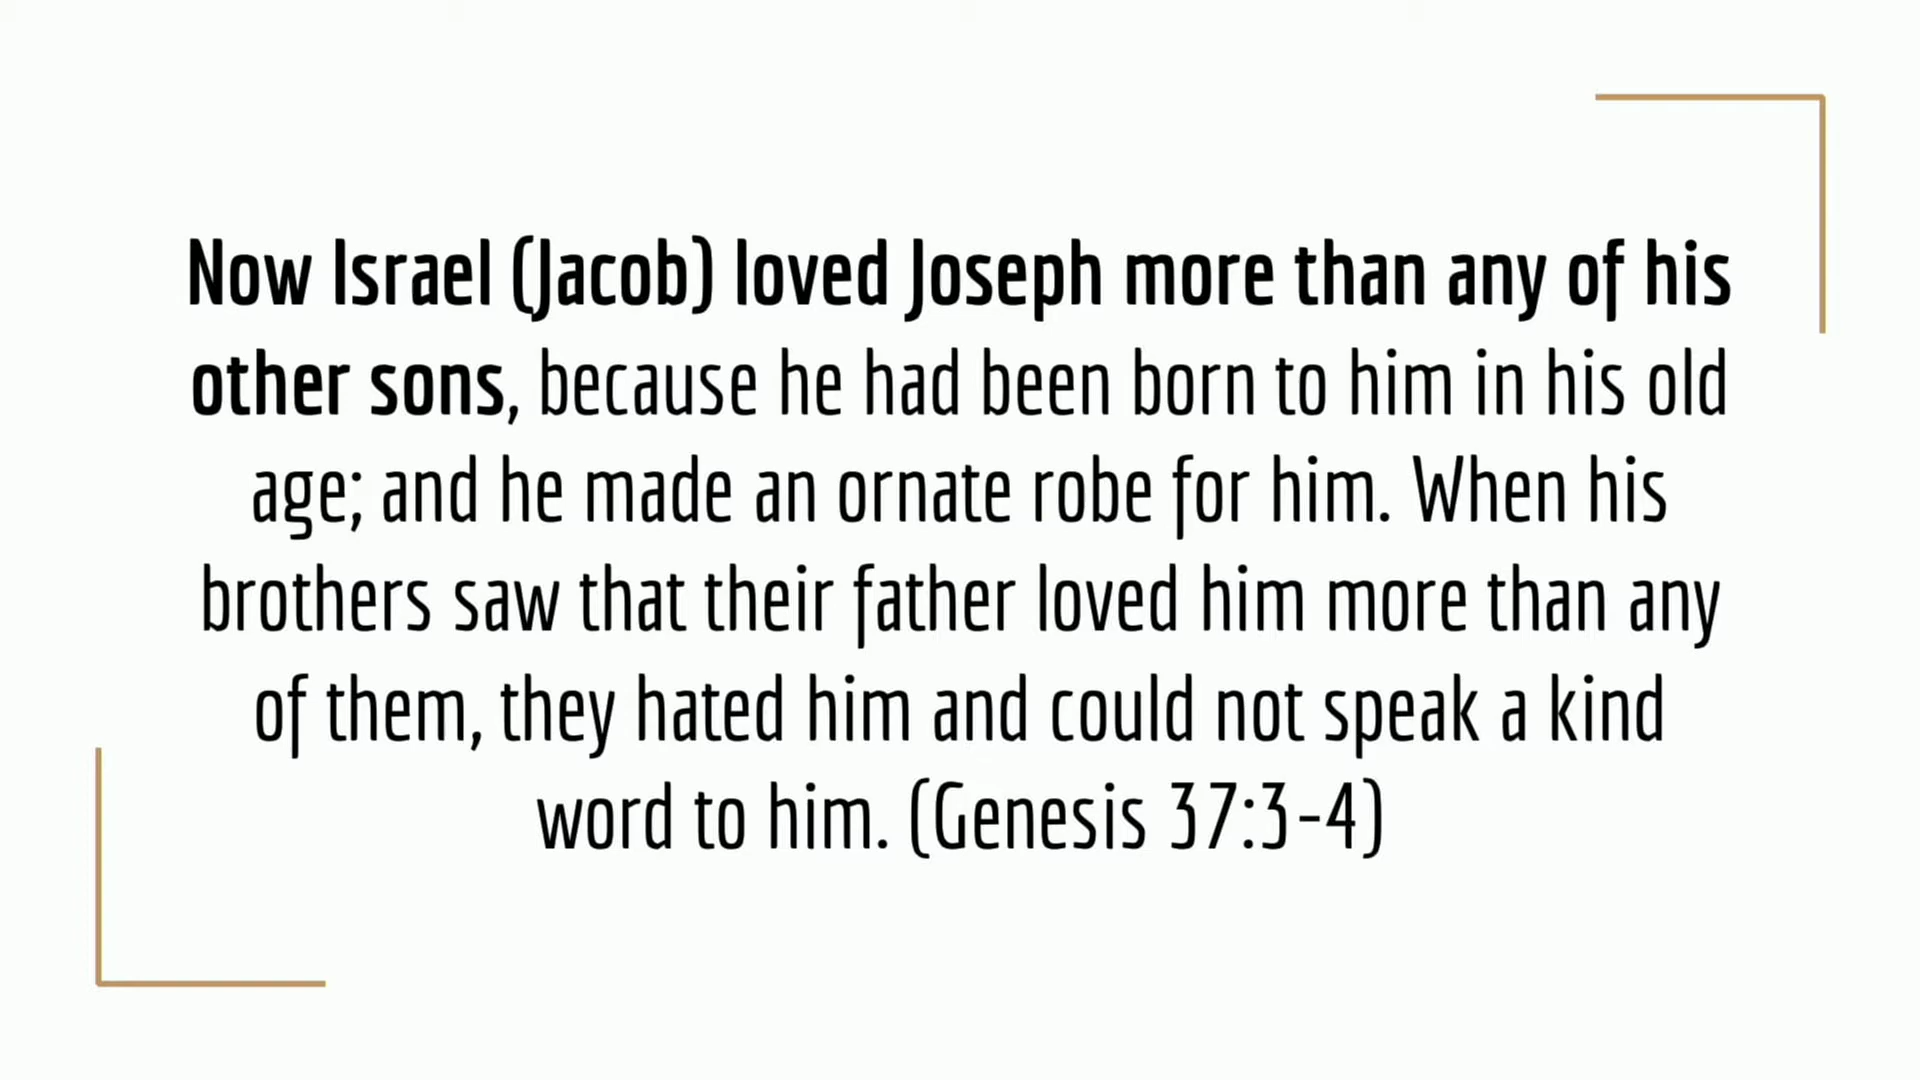 Now Israel (Jacob) loved Joseph more than any of his
other sons, because he had been born to him in his old
age; and he made an ornate robe for him. When his
brothers saw that their father loved him more than any
of them, they hated him and could not speak a kind
word to him. (Genesis 37:3-4)